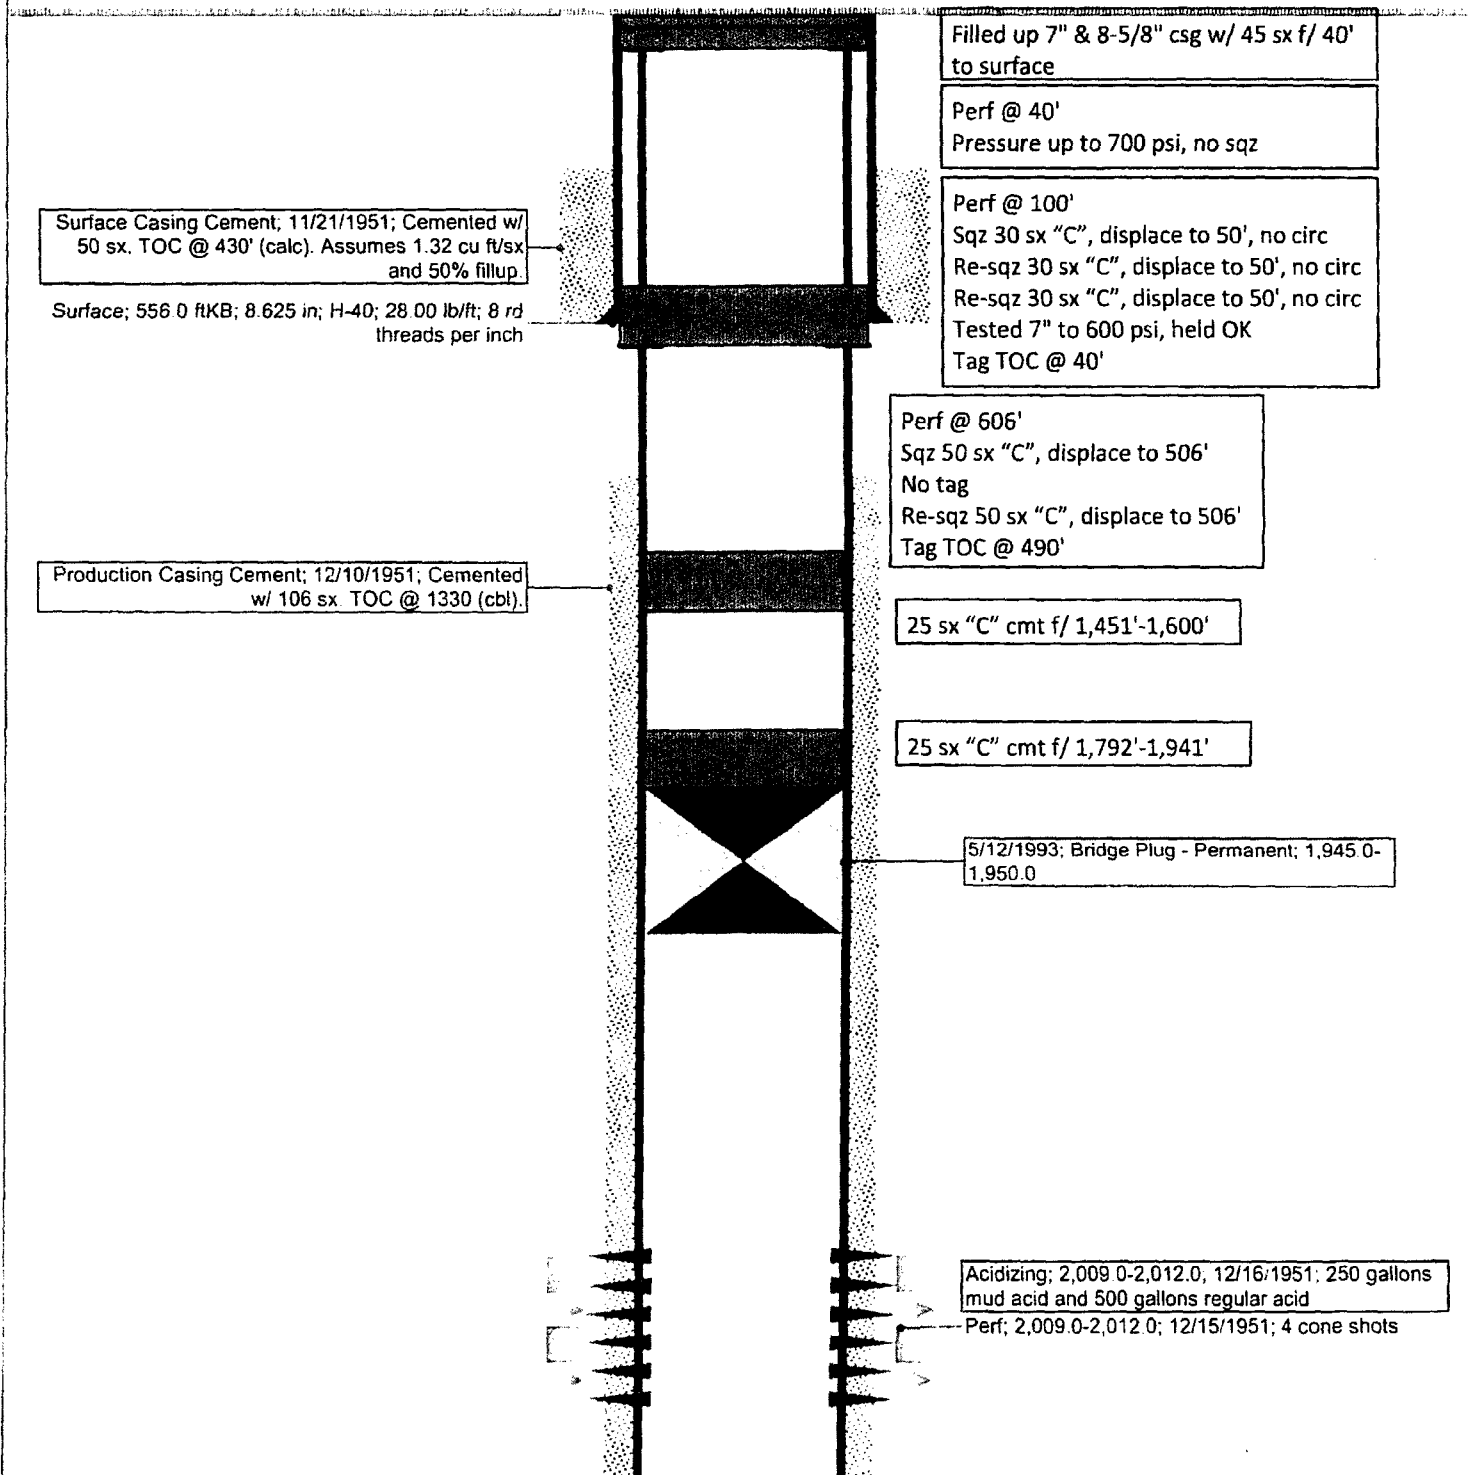 Filled up 7" & 8-5/8" csg w/ 45 sx f/ 40'
to surface
Perf @ 40'
Pressure up to 700 psi, no sqz
Perf @ 100'
Sqz 30 sx "C", displace to 50', no circ
Re-sqz 30 sx "C", displace to 50', no circ
Re-sqz 30 sx "C", displace to 50', no circ
Tested 7" to 600 psi, held OK
Tag TOC @ 40'
Surface Casing Cement; 11/21/1951; Cemented w/
50 sx. TOC @ 430' (calc). Assumes 1.32 cu ft/sx
and 50% fillup.
Surface; 556.0 ftKB; 8.625 in; H-40; 28.00 lb/ft; 8 rd
threads per inch
Perf @ 606'
Sqz 50 sx "C", displace to 506'
No tag
Re-sqz 50 sx "C", displace to 506'
Tag TOC @ 490'
Production Casing Cement; 12/10/1951; Cemented
w/ 106 sx. TOC @ 1330 (cbl).
25 sx "C" cmt f/ 1,451'-1,600'
25 sx "C" cmt f/ 1,792'-1,941'
5/12/1993; Bridge Plug - Permanent; 1,945.0-
1,950.0
Acidizing; 2,009.0-2,012.0; 12/16/1951; 250 gallons
mud acid and 500 gallons regular acid
Perf; 2,009.0-2,012.0; 12/15/1951; 4 cone shots